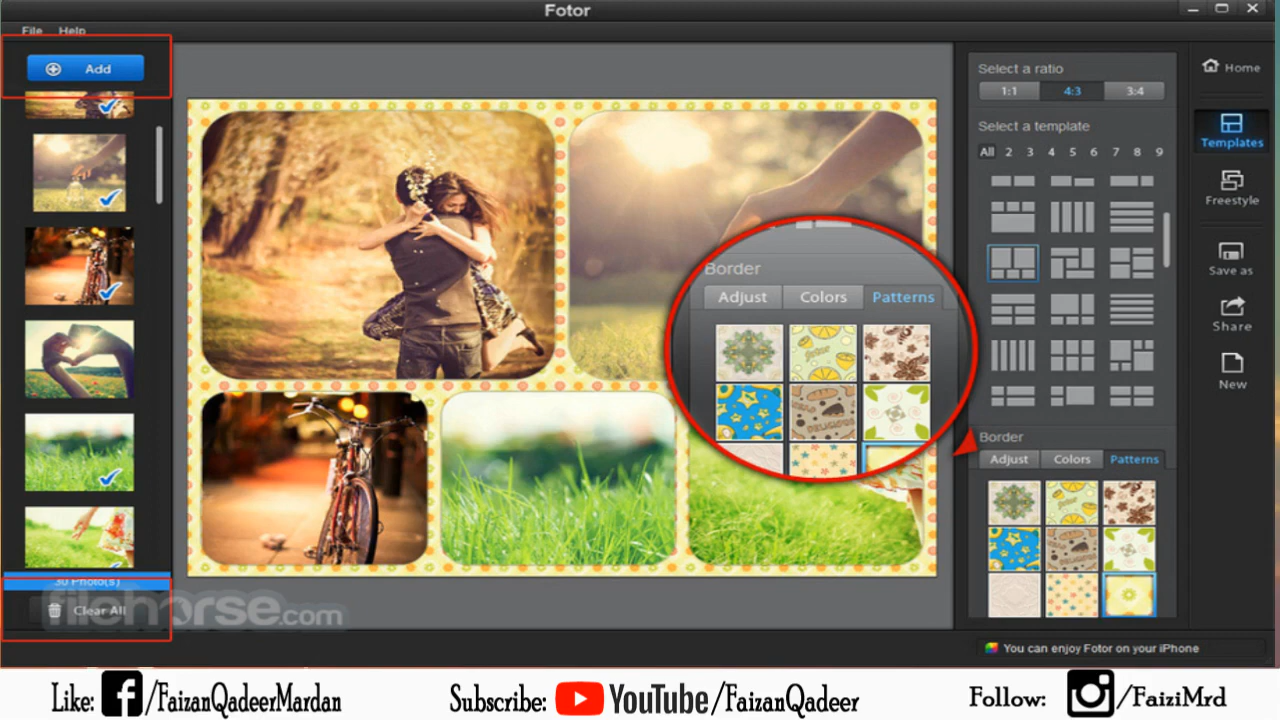 Fotor
File Help
Add
30 Photo(s)
Clear All
filehorse.com
Border
Adjust Colors Patterns
Select a ratio
1:1 4:3 3:4
Select a template
All 2 3 4 5 6 7 8 9
Border
Adjust Colors Patterns
Home
Templates
Freestyle
Save as
Share
New
You can enjoy Fotor on your iPhone
Like: f/FaizanQadeerMardan
Subscribe: YouTube/FaizanQadeer
Follow: /FaiziMrd